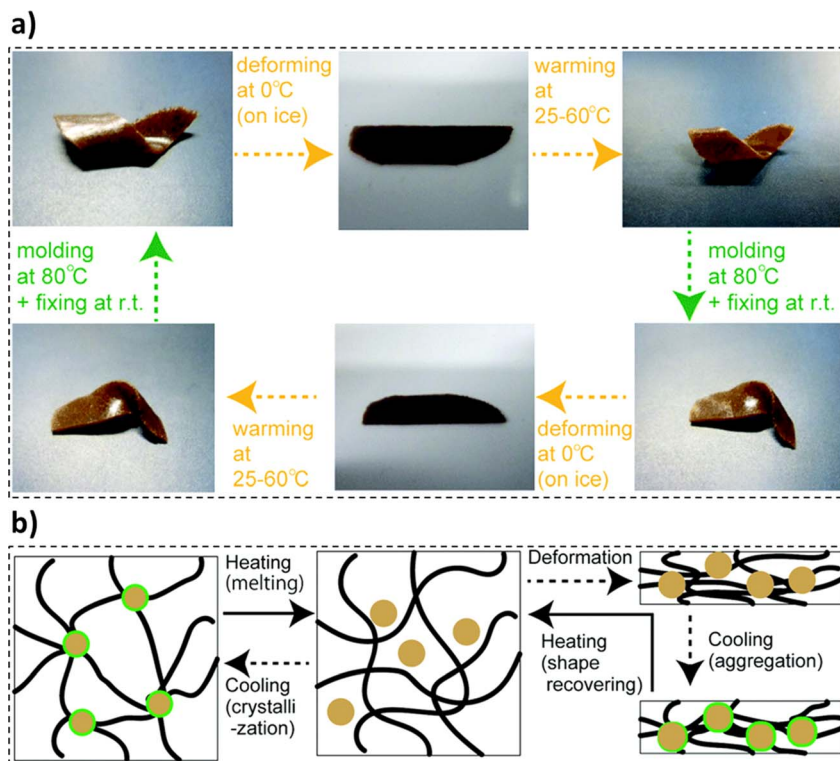 a)
deforming
at 0°C
(on ice)
warming
at
25-60°C
molding
at 80°C
+ fixing at r.t.
molding
at 80°C
+ fixing at r.t.
warming
at
25-60°C
deforming
at 0°C
(on ice)
b)
Heating
(melting)
Cooling
(crystalli
-zation)
Deformation
Heating
(shape
recovering)
Cooling
(aggregation)